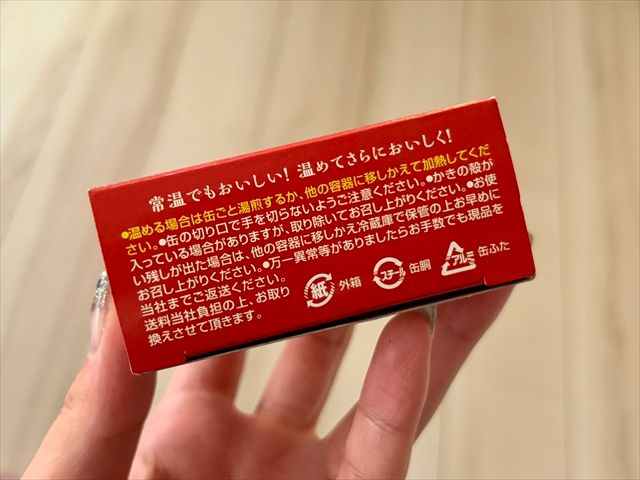 常温でもおいしい！温めてさらにおいしく！
●温める場合は缶ごと湯煎するか、他の容器に移しかえて加熱してくだ
さい。●缶の切り口で手を切らないようご注意ください。●かきの殻が
入っている場合がありますが、取り除いてお召し上がりください。●お使
い残しが出た場合は、他の容器に移しかえ冷蔵庫で保管の上お早めに
お召し上がりください。●万一異常等がありましたらお手数でも現品を
当社までご返送ください。
送料当社負担の上、お取り
換えさせて頂きます。
紙 外箱
スチール 缶胴
アルミ 缶ふた